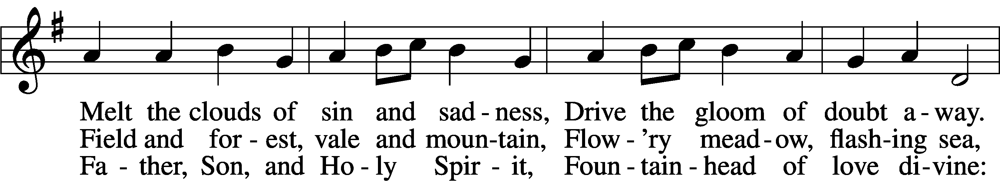 Melt the clouds of sin and sad - ness, Drive the gloom of doubt a - way.
Field and for - est, vale and moun - tain, Flow - 'ry mead - ow, flash - ing sea,
Fa - ther, Son, and Ho - ly Spir - it, Foun - tain - head of love di - vine: